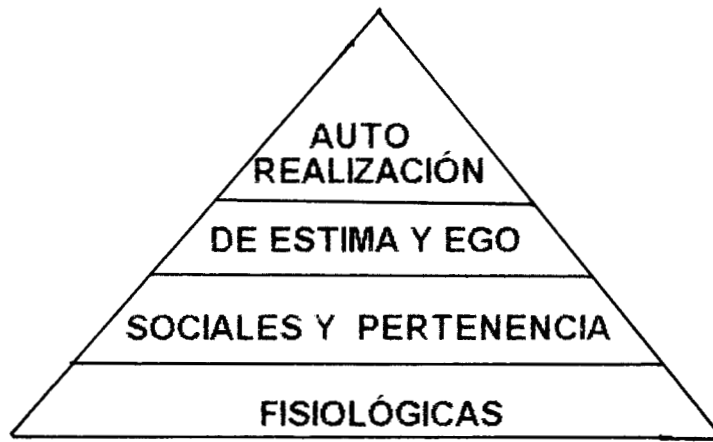 AUTO
REALIZACIÓN
DE ESTIMA Y EGO
SOCIALES Y PERTENENCIA
FISIOLÓGICAS